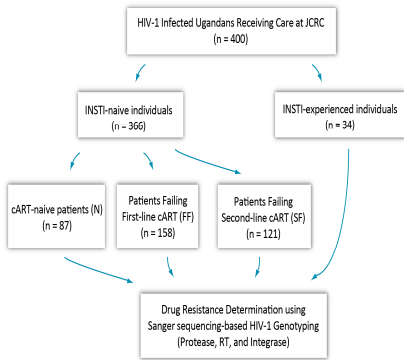 HIV-1 Infected Ugandans Receiving Care at JCRC
(n = 400)
INSTI-naive individuals
(n = 366)
INSTI-experienced individuals
(n = 34)
cART-naive patients (N)
(n = 87)
Patients Failing
First-line cART (FF)
(n = 158)
Patients Failing
Second-line cART (SF)
(n = 121)
Drug Resistance Determination using
Sanger sequencing-based HIV-1 Genotyping
(Protease, RT, and Integrase)